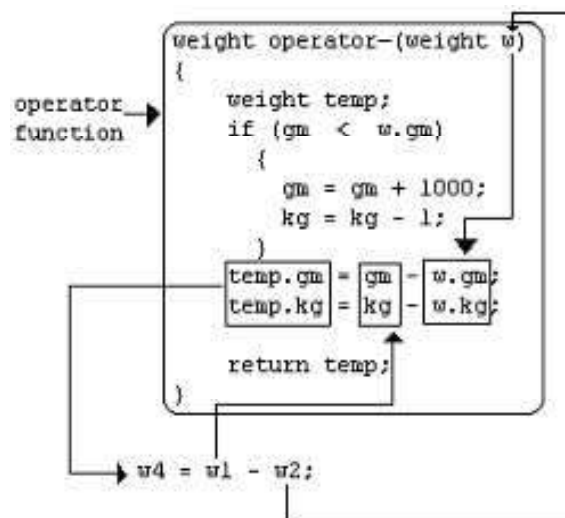 weight operator-(weight w)
{
operator function
weight temp;
if (gm < w.gm)
{
gm = gm + 1000;
kg = kg - 1;
}
temp.gm = gm - w.gm;
temp.kg = kg - w.kg;
return temp;
}
w4 = w1 - w2;